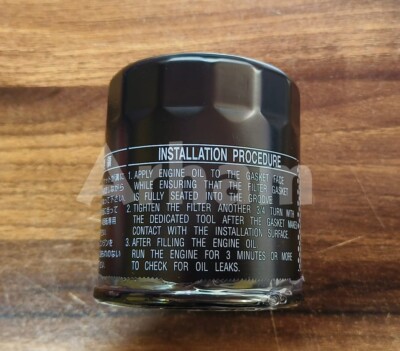 INSTALLATION PROCEDURE
1. APPLY ENGINE OIL TO THE GASKET FACE
WHILE ENSURING THAT THE FILTER GASKET
IS FULLY SEATED INTO THE GROOVE.
2. TIGHTEN THE FILTER ANOTHER 3/4 TURN WITH
THE DEDICATED TOOL AFTER THE GASKET MAKES
CONTACT WITH THE INSTALLATION SURFACE.
3. AFTER FILLING THE ENGINE OIL
RUN THE ENGINE FOR 3 MINUTES OR MORE
TO CHECK FOR OIL LEAKS.